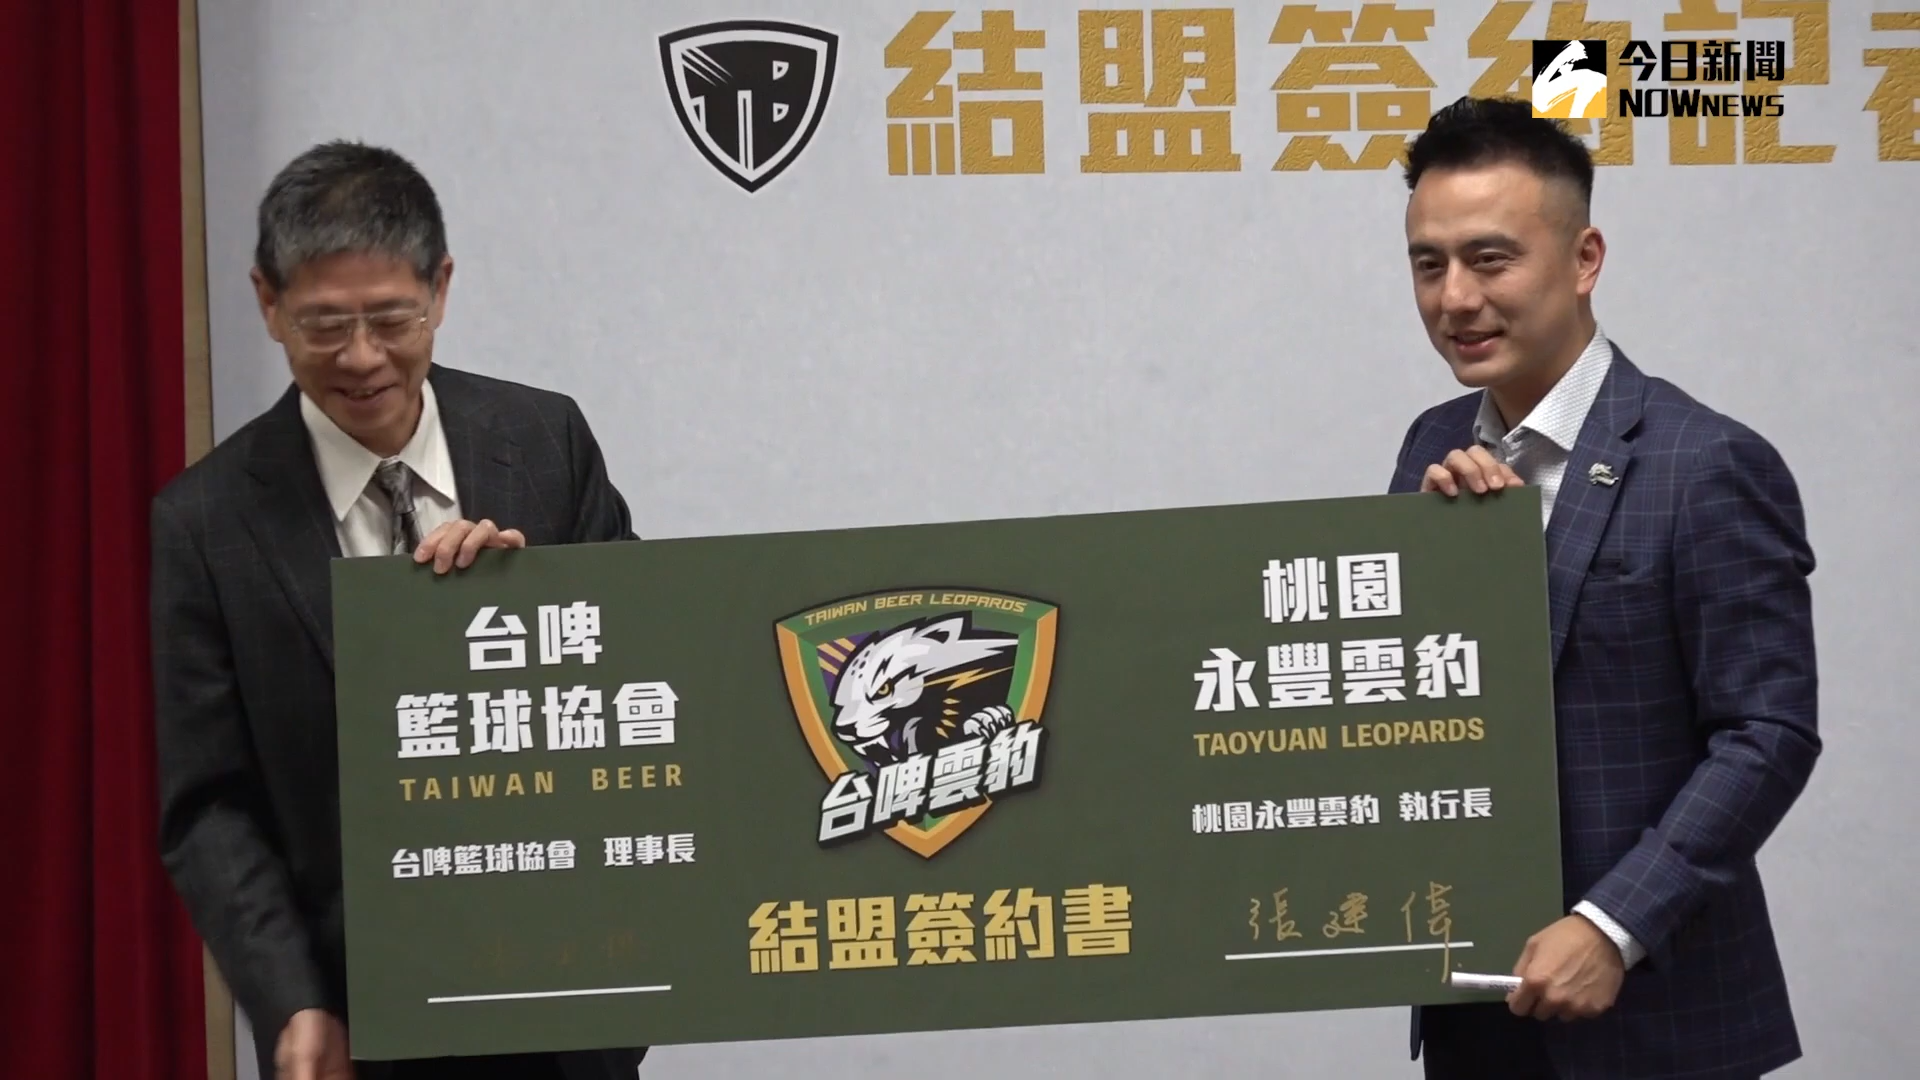 結盟簽約記者
今日新聞
NOWNEWS
TB
台啤
籃球協會
TAIWAN BEER
台啤籃球協會 理事長
TAIWAN BEER LEOPARDS
台啤雲豹
結盟簽約書
桃園
永豐雲豹
TAOYUAN LEOPARDS
桃園永豐雲豹 執行長
張建偉